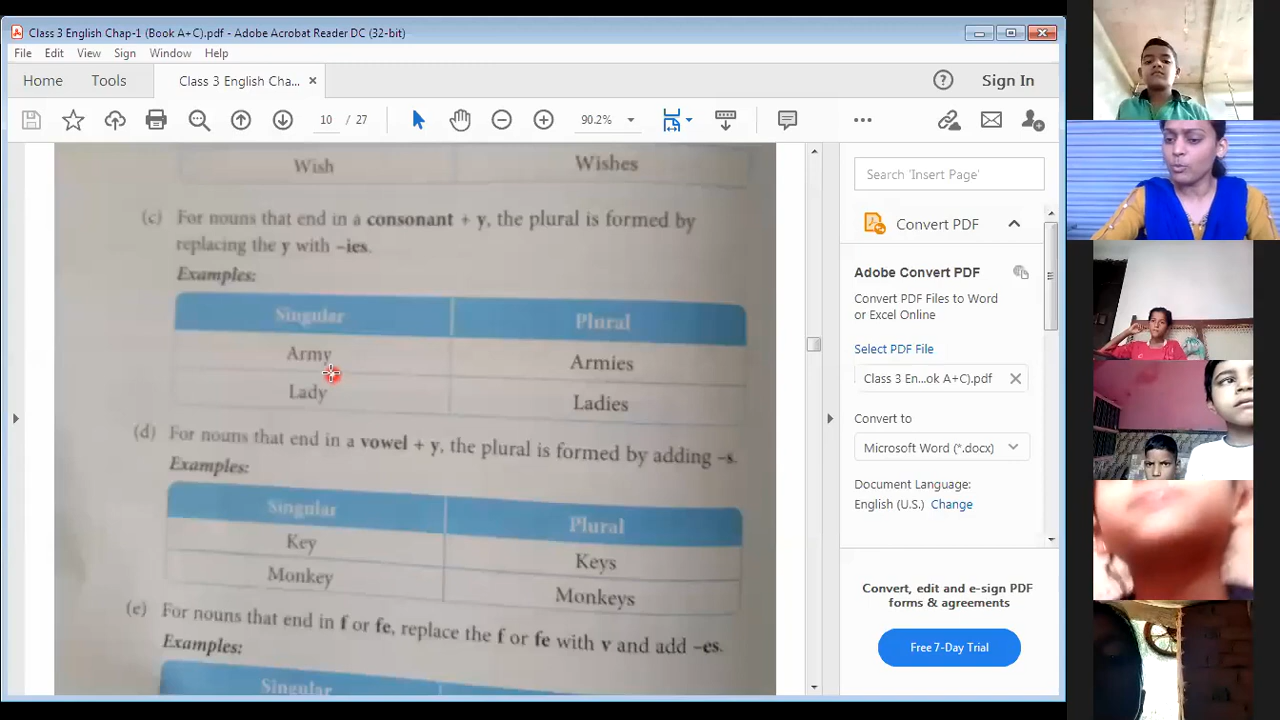 Class 3 English Chap-1 (Book A+C).pdf - Adobe Acrobat Reader DC (32-bit)
File Edit View Sign Window Help
Home Tools Class 3 English Cha... ×
Sign In
10 / 27
90.2%
Wish Wishes
(c) For nouns that end in a consonant + y, the plural is formed by
replacing the y with –ies.
Examples:
Singular Plural
Army Armies
Lady Ladies
(d) For nouns that end in a vowel + y, the plural is formed by adding –s.
Examples:
Singular Plural
Key Keys
Monkey Monkeys
(e) For nouns that end in f or fe, replace the f or fe with v and add –es.
Examples:
Singular
Search 'Insert Page'
Convert PDF
Adobe Convert PDF
Convert PDF Files to Word
or Excel Online
Select PDF File
Class 3 En...ok A+C).pdf
Convert to
Microsoft Word (*.docx)
Document Language:
English (U.S.) Change
Convert, edit and e-sign PDF
forms & agreements
Free 7-Day Trial